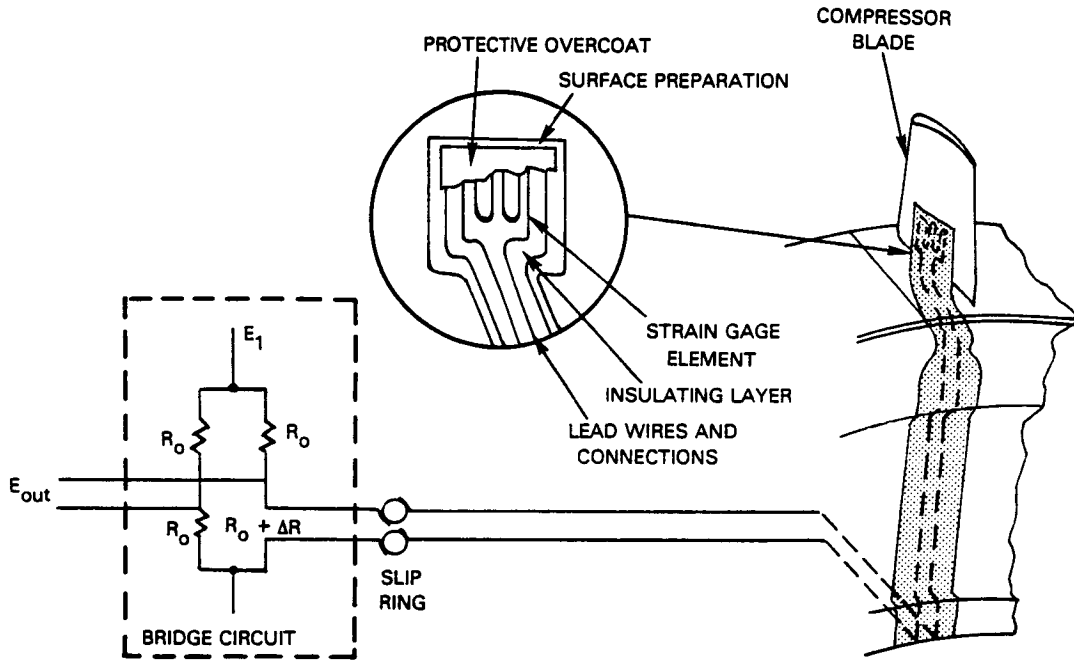 COMPRESSOR
BLADE
PROTECTIVE OVERCOAT
SURFACE PREPARATION
STRAIN GAGE
ELEMENT
INSULATING LAYER
LEAD WIRES AND
CONNECTIONS
E1
Ro
Ro
Eout
Ro
Ro + ΔR
SLIP
RING
BRIDGE CIRCUIT